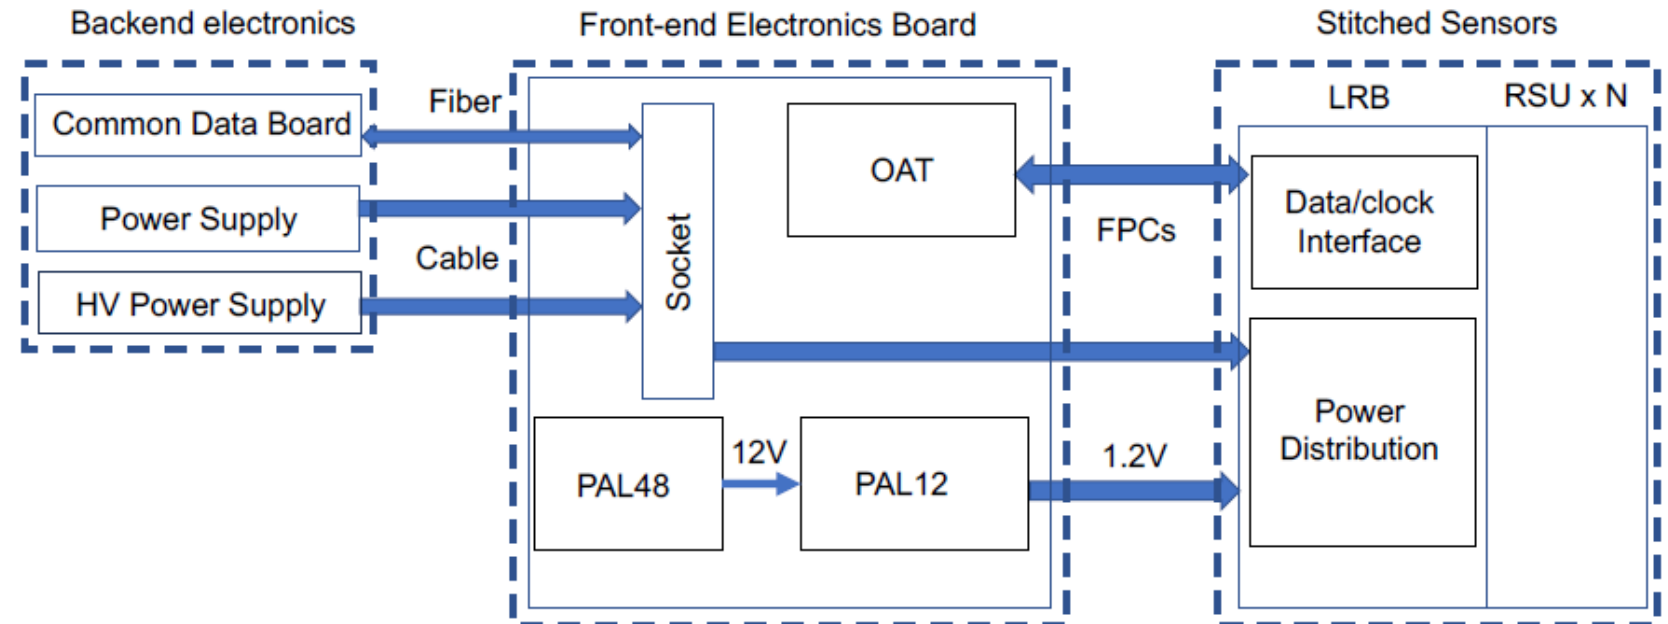 Backend electronics
Front-end Electronics Board
Stitched Sensors
Common Data Board
Power Supply
HV Power Supply
Fiber
Cable
Socket
OAT
PAL48
12V
PAL12
FPCs
1.2V
LRB
RSU x N
Data/clock
Interface
Power
Distribution